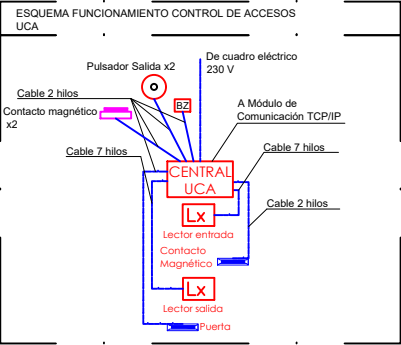 ESQUEMA FUNCIONAMIENTO CONTROL DE ACCESOS
UCA
De cuadro eléctrico
230 V
Pulsador Salida x2
Cable 2 hilos
BZ
A Módulo de
Comunicación TCP/IP
Contacto magnético
x2
Cable 7 hilos
Cable 7 hilos
CENTRAL
UCA
Cable 2 hilos
Lx
Lector entrada
Contacto
Magnético
Lx
Lector salida
Puerta